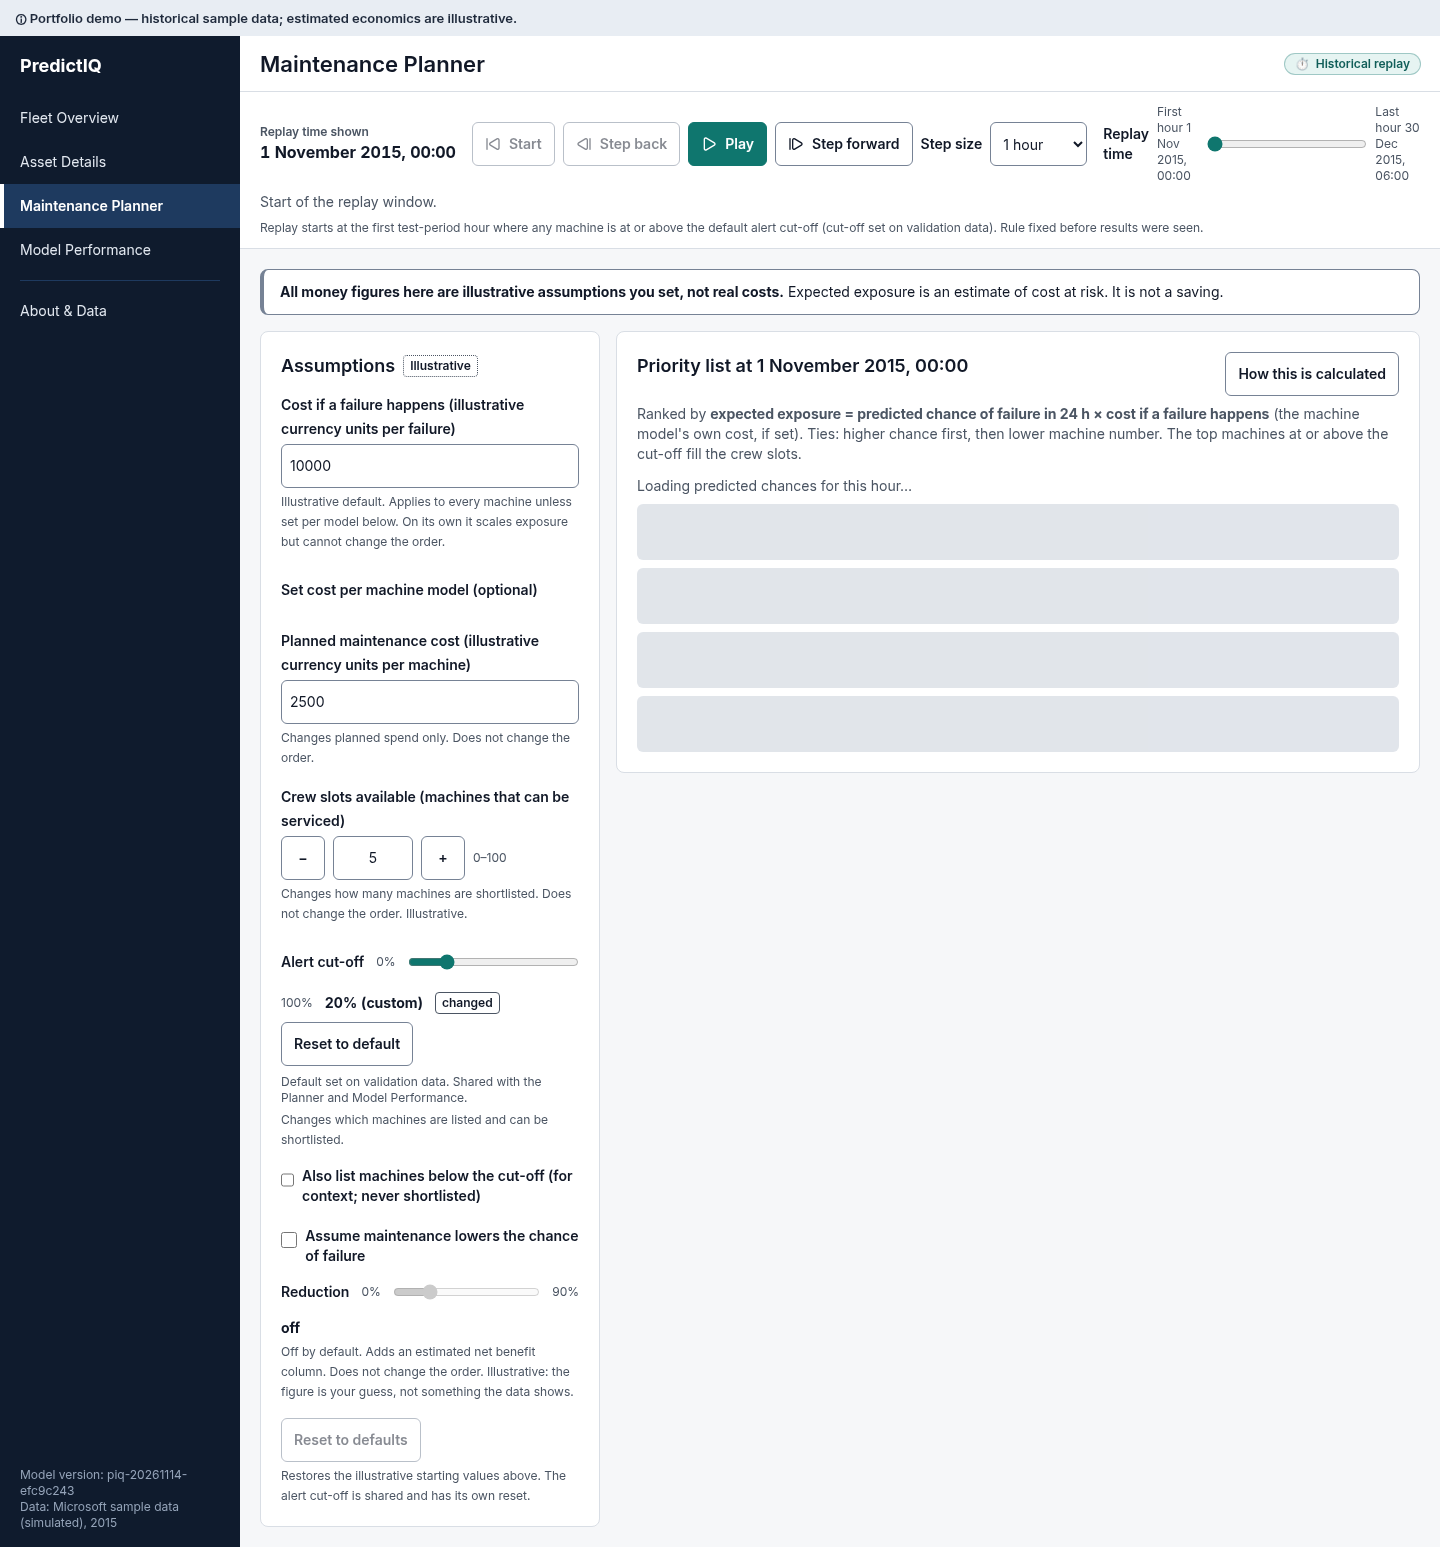 Portfolio demo — historical sample data; estimated economics are illustrative.
PredictIQ
Fleet Overview
Asset Details
Maintenance Planner
Model Performance
About & Data
Model version: piq-20261114-
efc9c243
Data: Microsoft sample data
(simulated), 2015
Maintenance Planner
Historical replay
Replay time shown
1 November 2015, 00:00
Start
Step back
Play
Step forward
Step size
1 hour
Replay
time
First
hour 1
Nov
2015,
00:00
Last
hour 30
Dec
2015,
06:00
Start of the replay window.
Replay starts at the first test-period hour where any machine is at or above the default alert cut-off (cut-off set on validation data). Rule fixed before results were seen.
All money figures here are illustrative assumptions you set, not real costs. Expected exposure is an estimate of cost at risk. It is not a saving.
Assumptions Illustrative
Cost if a failure happens (illustrative
currency units per failure)
10000
Illustrative default. Applies to every machine unless
set per model below. On its own it scales exposure
but cannot change the order.
Set cost per machine model (optional)
Planned maintenance cost (illustrative
currency units per machine)
2500
Changes planned spend only. Does not change the
order.
Crew slots available (machines that can be
serviced)
− 5 + 0–100
Changes how many machines are shortlisted. Does
not change the order. Illustrative.
Alert cut-off 0%
100% 20% (custom) changed
Reset to default
Default set on validation data. Shared with the
Planner and Model Performance.
Changes which machines are listed and can be
shortlisted.
Also list machines below the cut-off (for
context; never shortlisted)
Assume maintenance lowers the chance
of failure
Reduction 0% 90%
off
Off by default. Adds an estimated net benefit
column. Does not change the order. Illustrative: the
figure is your guess, not something the data shows.
Reset to defaults
Restores the illustrative starting values above. The
alert cut-off is shared and has its own reset.
Priority list at 1 November 2015, 00:00
How this is calculated
Ranked by expected exposure = predicted chance of failure in 24 h × cost if a failure happens (the machine
model's own cost, if set). Ties: higher chance first, then lower machine number. The top machines at or above the
cut-off fill the crew slots.
Loading predicted chances for this hour…